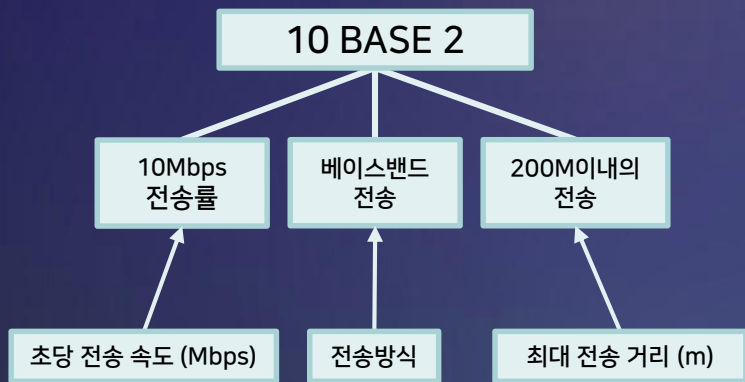 10 BASE 2
10Mbps
전송률
베이스밴드
전송
200M이내의
전송
초당 전송 속도 (Mbps)
전송방식
최대 전송 거리 (m)